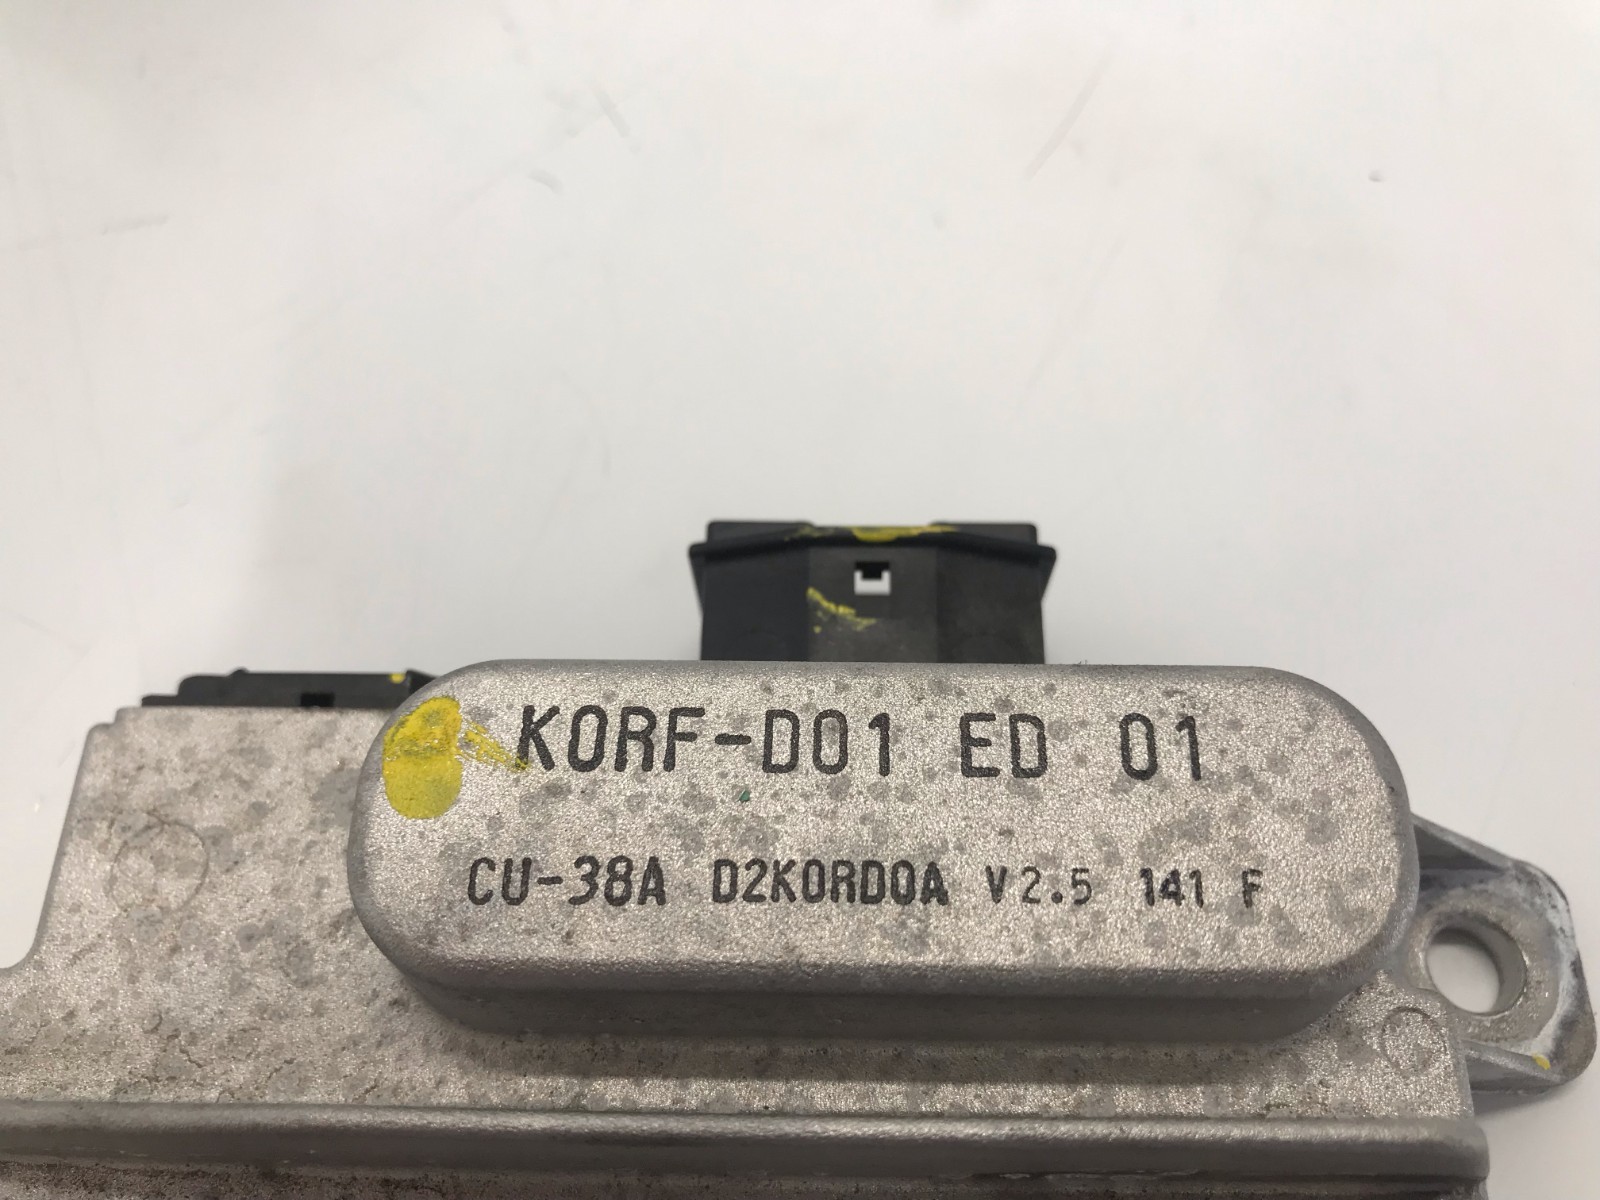 K0RF-D01 ED 01
CU-38A D2K0RD0A V2.5 141 F